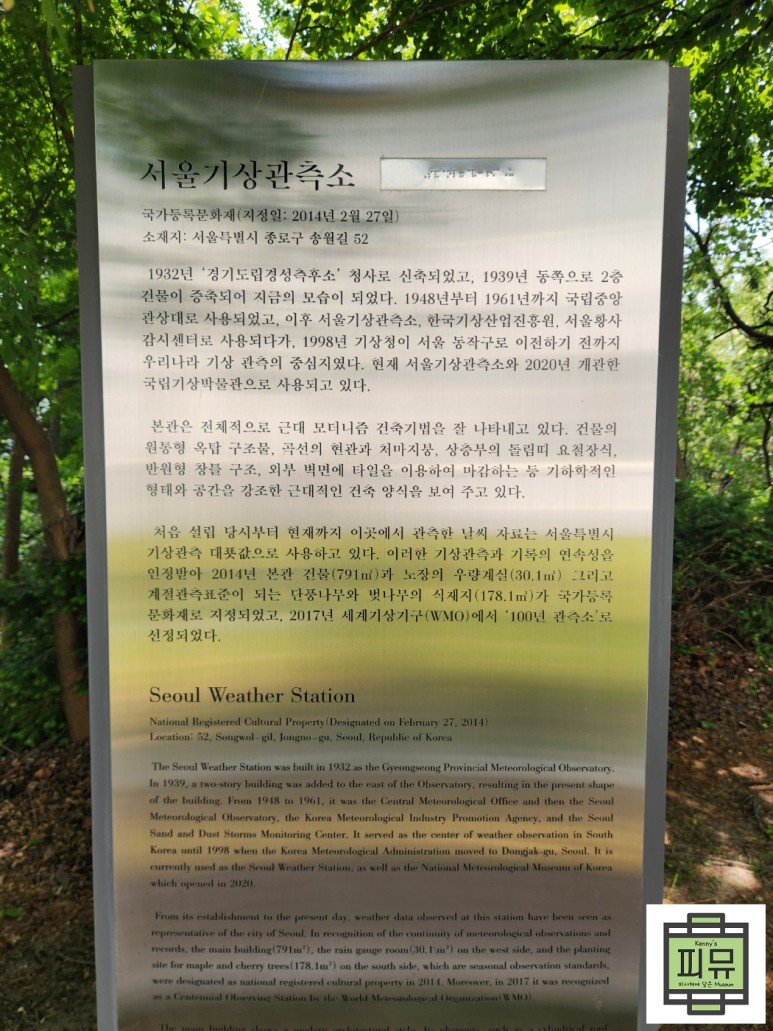 서울기상관측소
국가등록문화재(지정일: 2014년 2월 27일)
소재지: 서울특별시 종로구 송월길 52
1932년 '경기도립경성측후소' 청사로 신축되었고, 1939년 동쪽으로 2층
건물이 증축되어 지금의 모습이 되었다. 1948년부터 1961년까지 국립중앙
관상대로 사용되었고, 이후 서울기상관측소, 한국기상산업진흥원, 서울황사
감시센터로 사용되다가, 1998년 기상청이 서울 동작구로 이전하기 전까지
우리나라 기상 관측의 중심지였다. 현재 서울기상관측소와 2020년 개관한
국립기상박물관으로 사용되고 있다.
본관은 전체적으로 근대 모더니즘 건축기법을 잘 나타내고 있다. 건물의
원통형 옥탑 구조물, 곡선의 현관과 처마지붕, 상층부의 돌림띠 요철장식,
반원형 창틀 구조, 외부 벽면에 타일을 이용하여 마감하는 등 기하학적인
형태와 공간을 강조한 근대적인 건축 양식을 보여 주고 있다.
처음 설립 당시부터 현재까지 이곳에서 관측한 날씨 자료는 서울특별시
기상관측 대푯값으로 사용하고 있다. 이러한 기상관측과 기록의 연속성을
인정받아 2014년 본관 건물(791㎡)과 노장의 우량계실(30.1㎡) 그리고
계절관측표준이 되는 단풍나무와 벚나무의 식재지(178.1㎡)가 국가등록
문화재로 지정되었고, 2017년 세계기상기구(WMO)에서 '100년 관측소'로
선정되었다.
Seoul Weather Station
National Registered Cultural Property(Designated on February 27, 2014)
Location: 52, Songwol-gil, Jongno-gu, Seoul, Republic of Korea
The Seoul Weather Station was built in 1932 as the Gyeongseong Provincial Meteorological Observatory.
In 1939, a two-story building was added to the east of the Observatory, resulting in the present shape
of the building. From 1948 to 1961, it was the Central Meteorological Office and then the Seoul
Meteorological Observatory, the Korea Meteorological Industry Promotion Agency, and the Seoul
Sand and Dust Storms Monitoring Center. It served as the center of weather observation in South
Korea until 1998 when the Korea Meteorological Administration moved to Dongjak-gu, Seoul. It is
currently used as the Seoul Weather Station, as well as the National Meteorological Museum of Korea
which opened in 2020.
From its establishment to the present day, weather data observed at this station have been seen as
representative of the city of Seoul. In recognition of the continuity of meteorological observations and
records, the main building(791m²), the rain gauge room(30.1m²) on the west side, and the planting
site for maple and cherry trees(178.1m²) on the south side, which are seasonal observation standards,
were designated as national registered cultural property in 2014. Moreover, in 2017 it was recognized
as a Centennial Observing Station by the World Meteorological Organization(WMO)
The main building shows a modern architectural style. Its elements, such as a cylindrical roof
Kenny's
피뮤
Museum